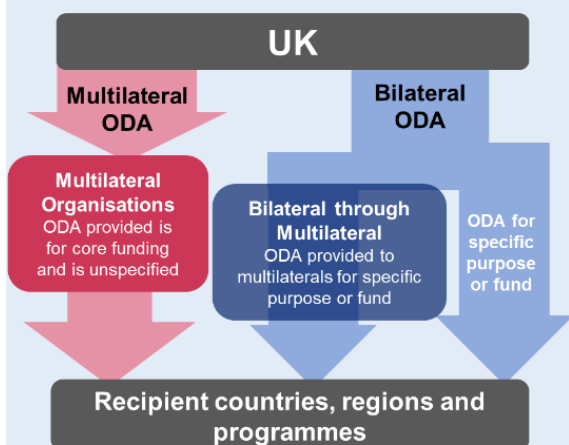 UK
Multilateral
ODA
Bilateral
ODA
Multilateral
Organisations
ODA provided is
for core funding
and is unspecified
Bilateral through
Multilateral
ODA provided to
multilaterals for specific
purpose or fund
ODA for
specific
purpose
or fund
Recipient countries, regions and
programmes